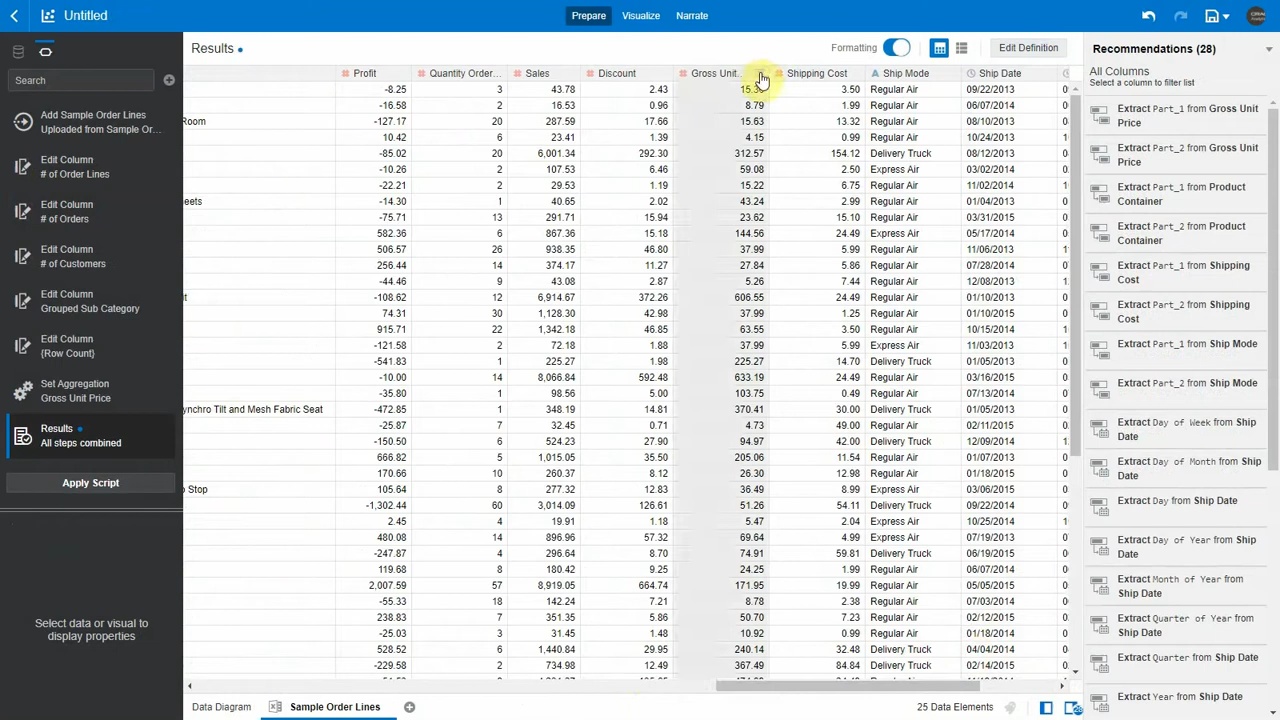 Untitled
Prepare Visualize Narrate
Search
Add Sample Order Lines
Uploaded from Sample Or...
Edit Column
# of Order Lines
Edit Column
# of Orders
Edit Column
# of Customers
Edit Column
Grouped Sub Category
Edit Column
{Row Count}
Set Aggregation
Gross Unit Price
Results
All steps combined
Apply Script
Select data or visual to
display properties
Results
Formatting
Edit Definition
# Profit # Quantity Order... # Sales # Discount # Gross Unit... # Shipping Cost A Ship Mode Ship Date
-8.25 3 43.78 2.43 3.50 Regular Air 09/22/2013
-16.58 2 16.53 0.96 8.79 1.99 Regular Air 06/07/2014
Room -127.17 20 287.59 17.66 15.63 13.32 Regular Air 08/10/2013
10.42 6 23.41 1.39 4.15 0.99 Regular Air 10/24/2013
-85.02 20 6,001.34 292.30 312.57 154.12 Delivery Truck 08/12/2013
-10.26 2 107.53 6.46 59.08 2.50 Express Air 03/02/2014
-22.21 2 29.53 1.19 15.22 6.75 Regular Air 11/02/2014
eets -14.30 1 40.65 2.02 43.24 2.99 Regular Air 01/04/2013
-75.71 13 291.71 15.94 23.62 15.10 Regular Air 03/31/2015
582.36 6 867.36 15.18 144.56 24.49 Express Air 05/17/2014
506.57 26 938.35 46.80 37.99 5.99 Regular Air 11/06/2013
256.44 14 374.17 11.27 27.84 5.86 Regular Air 07/28/2014
-44.46 9 43.08 2.87 5.26 7.44 Regular Air 12/08/2013
it -108.62 12 6,914.67 372.26 606.55 24.49 Regular Air 01/10/2013
74.31 30 1,128.30 42.98 37.99 1.25 Regular Air 01/10/2015
915.71 22 1,342.18 46.85 63.55 3.50 Regular Air 10/15/2014
-121.58 2 72.18 1.88 37.99 5.99 Express Air 11/03/2013
-541.83 1 225.27 1.98 225.27 14.70 Delivery Truck 01/05/2013
-10.00 14 8,066.84 592.48 633.19 24.49 Regular Air 03/16/2015
-35.80 1 98.56 5.00 103.75 0.49 Regular Air 07/13/2014
ynchro Tilt and Mesh Fabric Seat -472.85 1 348.19 14.81 370.41 30.00 Delivery Truck 01/05/2013
-25.87 7 32.45 0.71 4.73 49.00 Regular Air 02/11/2015
-150.50 6 524.23 27.90 94.97 42.00 Delivery Truck 12/09/2014
666.82 5 1,015.05 35.50 205.06 11.54 Regular Air 01/07/2013
170.66 10 260.37 8.12 26.30 12.98 Regular Air 01/18/2015
o Stop 105.64 8 277.32 12.83 36.49 8.99 Express Air 03/06/2015
-1,302.44 60 3,014.09 126.61 51.26 54.11 Delivery Truck 09/22/2014
2.45 4 19.91 1.18 5.47 2.04 Express Air 10/25/2014
480.08 14 896.96 57.32 69.64 4.99 Express Air 07/19/2013
-247.87 4 296.64 8.70 74.91 59.81 Delivery Truck 06/19/2015
119.68 8 180.42 9.25 24.25 1.99 Regular Air 06/07/2014
2,007.59 57 8,919.05 664.74 171.95 19.99 Regular Air 05/05/2015
-55.33 18 142.24 7.21 8.78 2.38 Regular Air 07/03/2014
238.83 7 351.35 5.86 50.70 7.23 Regular Air 02/12/2015
-25.03 3 31.45 1.48 10.92 0.99 Regular Air 01/18/2014
528.52 6 1,440.84 29.95 240.14 32.48 Delivery Truck 04/04/2014
-229.58 2 734.98 12.49 367.49 84.84 Delivery Truck 02/14/2015
Data Diagram
Sample Order Lines
25 Data Elements
Recommendations (28)
All Columns
Select a column to filter list
Extract Part_1 from Gross Unit
Price
Extract Part_2 from Gross Unit
Price
Extract Part_1 from Product
Container
Extract Part_2 from Product
Container
Extract Part_1 from Shipping
Cost
Extract Part_2 from Shipping
Cost
Extract Part_1 from Ship Mode
Extract Part_2 from Ship Mode
Extract Day of Week from Ship
Date
Extract Day of Month from Ship
Date
Extract Day from Ship Date
Extract Day of Year from Ship
Date
Extract Month of Year from
Ship Date
Extract Quarter of Year from
Ship Date
Extract Quarter from Ship Date
Extract Year from Ship Date